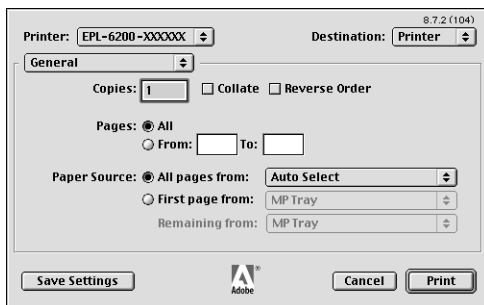 8.7.2 (104)
Printer: EPL-6200-XXXXXX Destination: Printer
General
Copies: 1 Collate Reverse Order
Pages: All
From: To:
Paper Source: All pages from: Auto Select
First page from: MP Tray
Remaining from: MP Tray
Save Settings Adobe ® Cancel Print